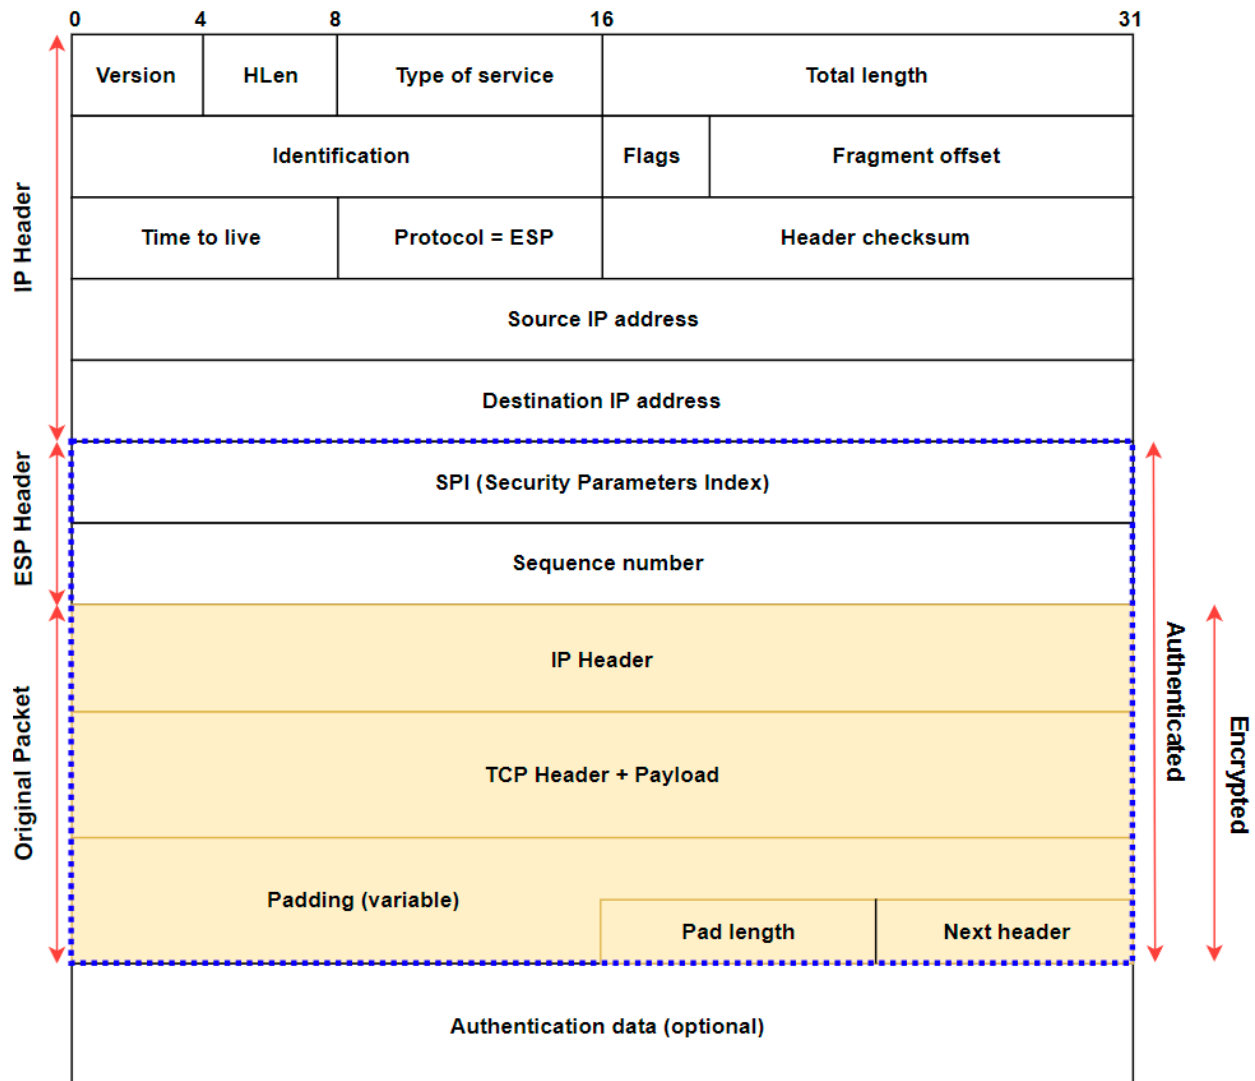 0 4 8 16 31
Version HLen Type of service Total length
Identification Flags Fragment offset
Time to live Protocol = ESP Header checksum
Source IP address
Destination IP address
IP Header
SPI (Security Parameters Index)
Sequence number
ESP Header
IP Header
TCP Header + Payload
Padding (variable)
Pad length Next header
Original Packet
Authenticated
Encrypted
Authentication data (optional)